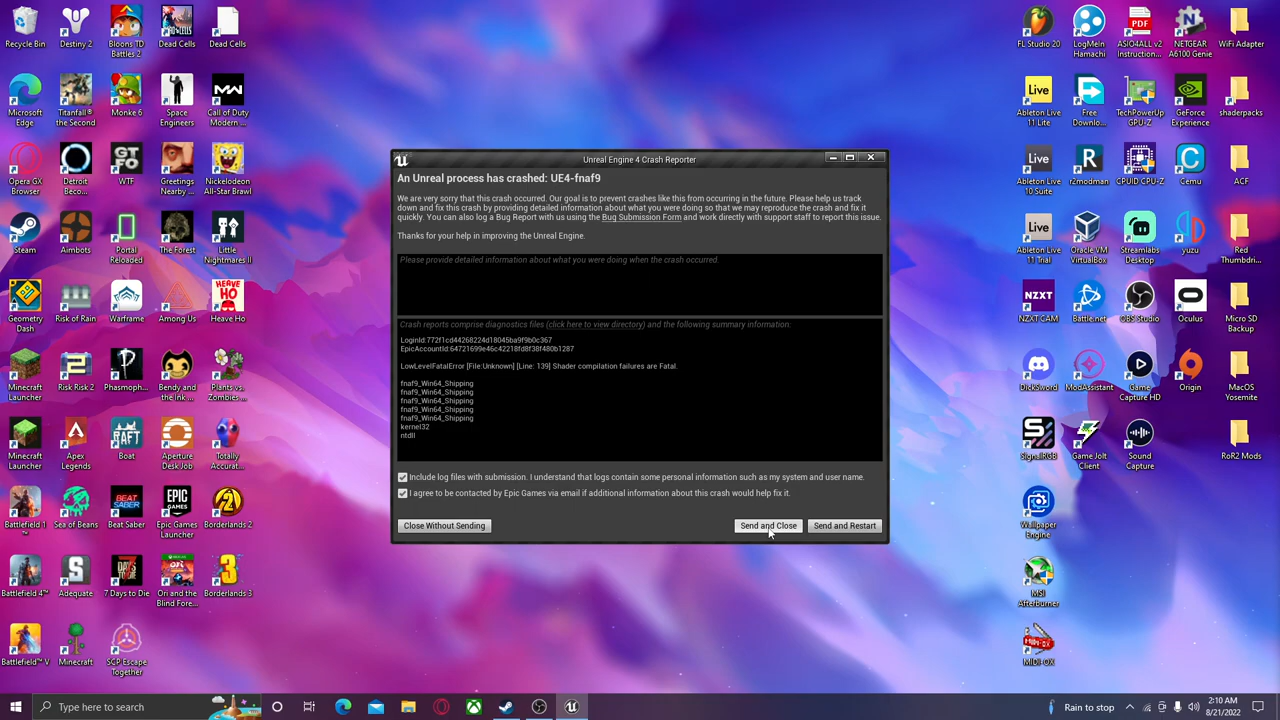 Recycle Bin
Destiny 2
Bloons TD
Battles 2
Dead Cells
Dead Cells
Microsoft
Edge
Titanfall®
the Second
Monke 6
Space
Engineers
Call of Duty
Modern ...
Opera GX
Browser
Detroit
Beco...
WTF
Greetings
Nearby ...
Nickelodeon
All-Star Brawl
Steam
Aimbots
Portal
Reloaded
The Forest
Little
Nightmares II
Geometry
Dash
Risk of Rain
Warframe
Among Us
Heave Ho
Minecraft
Launcher
Risk Risk 2
Phasmoph...
Bendy and
the Ink ...
Plants vs.
Zombies ...
Minecraft
Launcher
Apex
Legends
Boat
Aperture
Desk Job
Totally
Accurat...
Battlefield 1
™
Sea of Beans
Beat Saber
Epic Games
Launcher
Borderlands 2
Battlefield 4™
Adequate
7 Days to Die
Ori and the
Blind Fore...
Borderlands 3
Battlefield™ V
Minecraft
SCP Escape
Together
Unreal Engine 4 Crash Reporter
An Unreal process has crashed: UE4-fnaf9
We are very sorry that this crash occurred. Our goal is to prevent crashes like this from occurring in the future. Please help us track
down and fix this crash by providing detailed information about what you were doing so that we may reproduce the crash and fix it
quickly. You can also log a Bug Report with us using the Bug Submission Form and work directly with support staff to report this issue.
Thanks for your help in improving the Unreal Engine.
Please provide detailed information about what you were doing when the crash occurred.
Crash reports comprise diagnostics files (click here to view directory) and the following summary information:
LoginId:772f1cd44268224d18045ba9f9b0c367
EpicAccountId:64721699e46c42218fd8f38f480b1287
LowLevelFatalError [File:Unknown] [Line: 139] Shader compilation failures are Fatal.
fnaf9_Win64_Shipping
fnaf9_Win64_Shipping
fnaf9_Win64_Shipping
fnaf9_Win64_Shipping
fnaf9_Win64_Shipping
kernel32
ntdll
Include log files with submission. I understand that logs contain some personal information such as my system and user name.
I agree to be contacted by Epic Games via email if additional information about this crash would help fix it.
Close Without Sending
Send and Close
Send and Restart
FL Studio 20
LogMeIn
Hamachi
ASIO4ALL v2
Instruction...
NETGEAR
A6100 Genie
WiFi Adapter
Ableton Live
11 Lite
Free
Downlo...
TechPowerUp
GPU-Z
GeForce
Experience
shaderpacks
Ableton Live
10 Suite
r2modman
CPUID CPU-Z
Cemu
ACF
Ableton Live
11 Trial
Oracle VM
VirtualBox
Streamlabs
Desktop
yuzu
Red
Thumbdri...
NZXT CAM
Battle.net
OBS Studio
Oculus
Micro SD
Backup
DickSword
ModAssistant
Game
Capture HD
Origin
MacOS
Yosemite
SignalRGB
Game Jolt
Client
Sound
Capture
RoR2 Mods
Wallpaper
Engine
MSI
Afterburner
MIDI-OX
Type here to search
Rain to stop
2:10 AM
8/21/2022